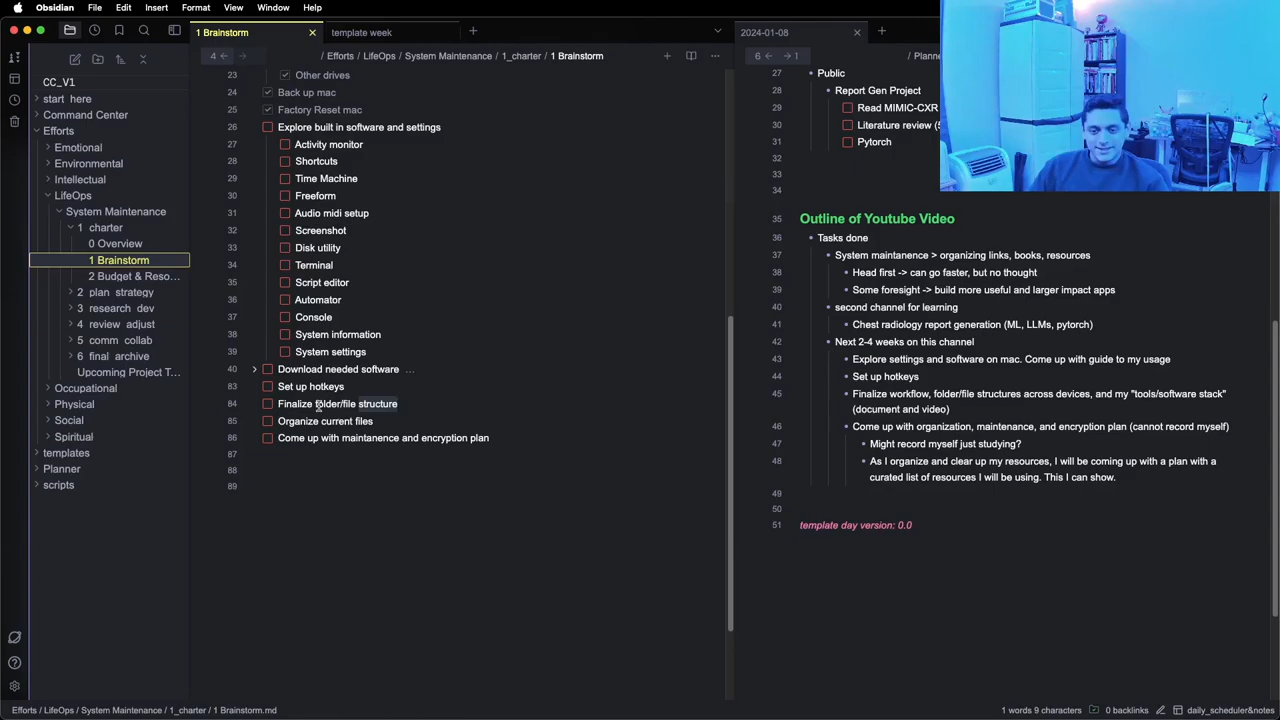 Obsidian File Edit Insert Format View Window Help
1 Brainstorm
template week
2024-01-08
4
/ Efforts / LifeOps / System Maintenance / 1_charter / 1 Brainstorm
6 1 / Planne
CC_V1
start here
Command Center
Efforts
Emotional
Environmental
Intellectual
LifeOps
System Maintenance
1 charter
0 Overview
1 Brainstorm
2 Budget & Reso...
2 plan strategy
3 research dev
4 review adjust
5 comm collab
6 final archive
Upcoming Project T...
Occupational
Physical
Social
Spiritual
templates
Planner
scripts
23 Other drives
24 Back up mac
25 Factory Reset mac
26 Explore built in software and settings
27 Activity monitor
28 Shortcuts
29 Time Machine
30 Freeform
31 Audio midi setup
32 Screenshot
33 Disk utility
34 Terminal
35 Script editor
36 Automator
37 Console
38 System information
39 System settings
40 Download needed software ...
83 Set up hotkeys
84 Finalize folder/file structure
85 Organize current files
86 Come up with maintanence and encryption plan
87
88
89
27 Public
28 Report Gen Project
29 Read MIMIC-CXR
30 Literature review (5
31 Pytorch
32
33
34
35 Outline of Youtube Video
36 Tasks done
37 System maintanence > organizing links, books, resources
38 Head first -> can go faster, but no thought
39 Some foresight -> build more useful and larger impact apps
40 second channel for learning
41 Chest radiology report generation (ML, LLMs, pytorch)
42 Next 2-4 weeks on this channel
43 Explore settings and software on mac. Come up with guide to my usage
44 Set up hotkeys
45 Finalize workflow, folder/file structures across devices, and my "tools/software stack"
(document and video)
46 Come up with organization, maintenance, and encryption plan (cannot record myself)
47 Might record myself just studying?
48 As I organize and clear up my resources, I will be coming up with a plan with a
curated list of resources I will be using. This I can show.
49
50
51 template day version: 0.0
Efforts / LifeOps / System Maintenance / 1_charter / 1 Brainstorm.md
1 words 9 characters 0 backlinks daily_scheduler&notes